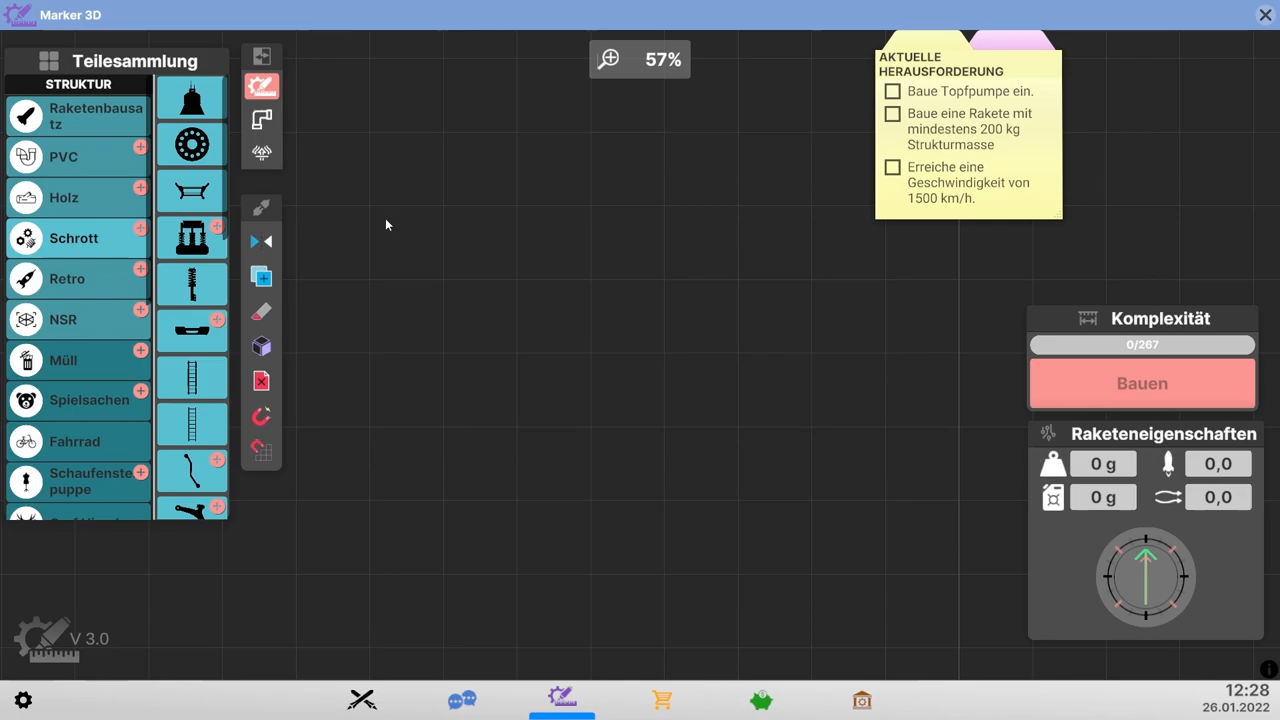 Marker 3D
Teilesammlung
STRUKTUR
Raketenbausa
tz
PVC
Holz
Schrott
Retro
NSR
Müll
Spielsachen
Fahrrad
Schaufenste
puppe
V 3.0
57%
AKTUELLE
HERAUSFORDERUNG
Baue Topfpumpe ein.
Baue eine Rakete mit
mindestens 200 kg
Strukturmasse
Erreiche eine
Geschwindigkeit von
1500 km/h.
Komplexität
0/267
Bauen
Raketeneigenschaften
0 g
0,0
0 g
0,0
12:28
26.01.2022